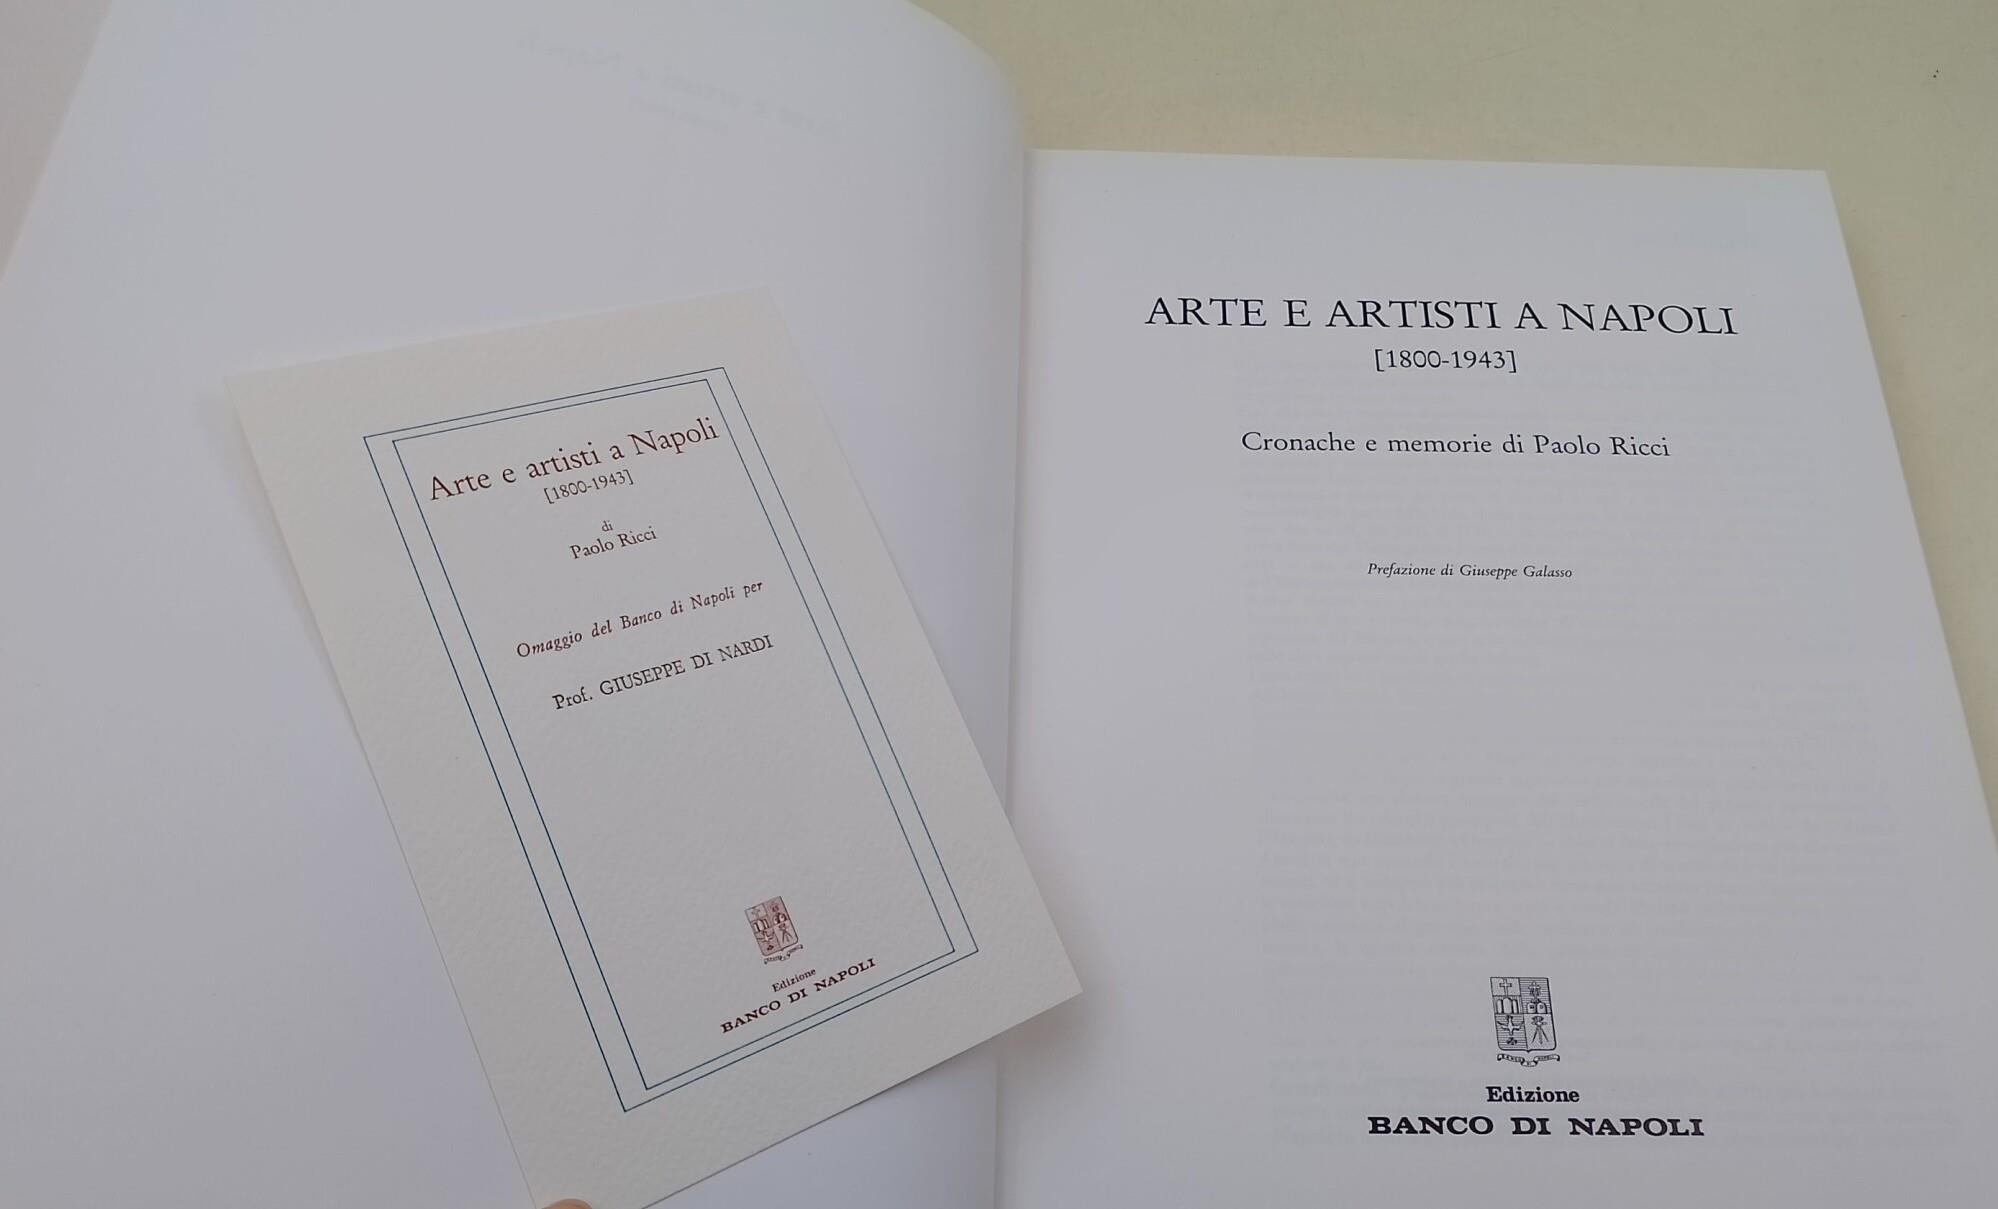 Arte e artisti a Napoli
[1800-1943]
di
Paolo Ricci
Omaggio del Banco di Napoli per
Prof. GIUSEPPE DI NARDI
Edizione
BANCO DI NAPOLI
ARTE E ARTISTI A NAPOLI
[1800-1943]
Cronache e memorie di Paolo Ricci
Prefazione di Giuseppe Galasso
Edizione
BANCO DI NAPOLI